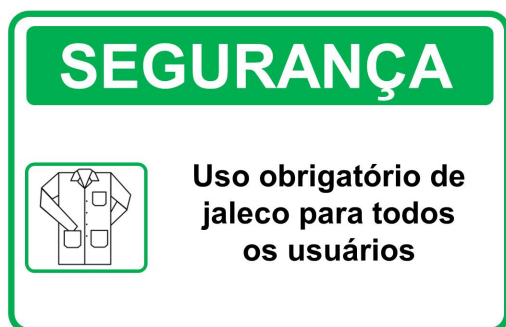 SEGURANÇA
Uso obrigatório de
jaleco para todos
os usuários